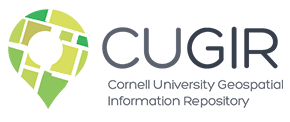 CUGIR
Cornell University Geospatial
Information Repository